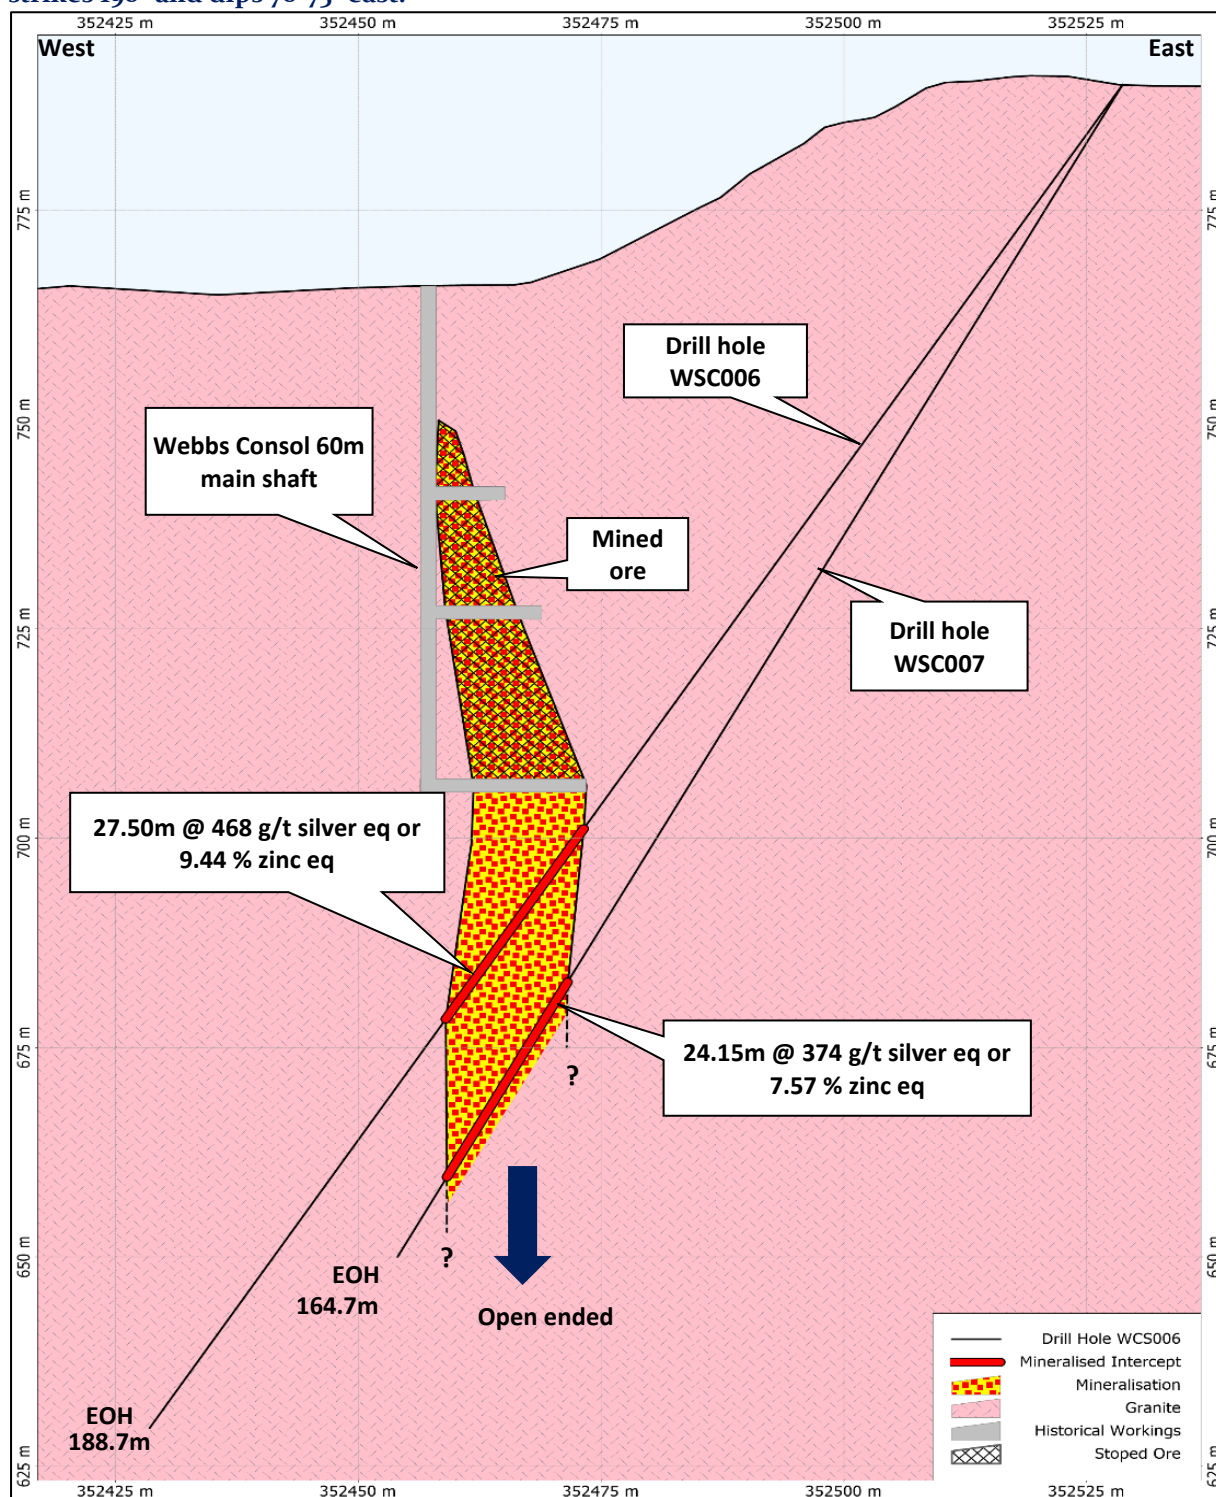 352425 m 352450 m 352475 m 352500 m 352525 m
West
East
775 m
775 m
Drill hole
WSC006
750 m
750 m
Webbs Consol 60m
main shaft
Mined
ore
725 m
725 m
Drill hole
WSC007
27.50m @ 468 g/t silver eq or
9.44 % zinc eq
700 m
700 m
675 m
675 m
24.15m @ 374 g/t silver eq or
7.57 % zinc eq
?
?
650 m
650 m
EOH
164.7m
Open ended
EOH
188.7m
Drill Hole WCS006
Mineralised Intercept
Mineralisation
Granite
Historical Workings
Stoped Ore
625 m
625 m
352425 m 352450 m 352475 m 352500 m 352525 m